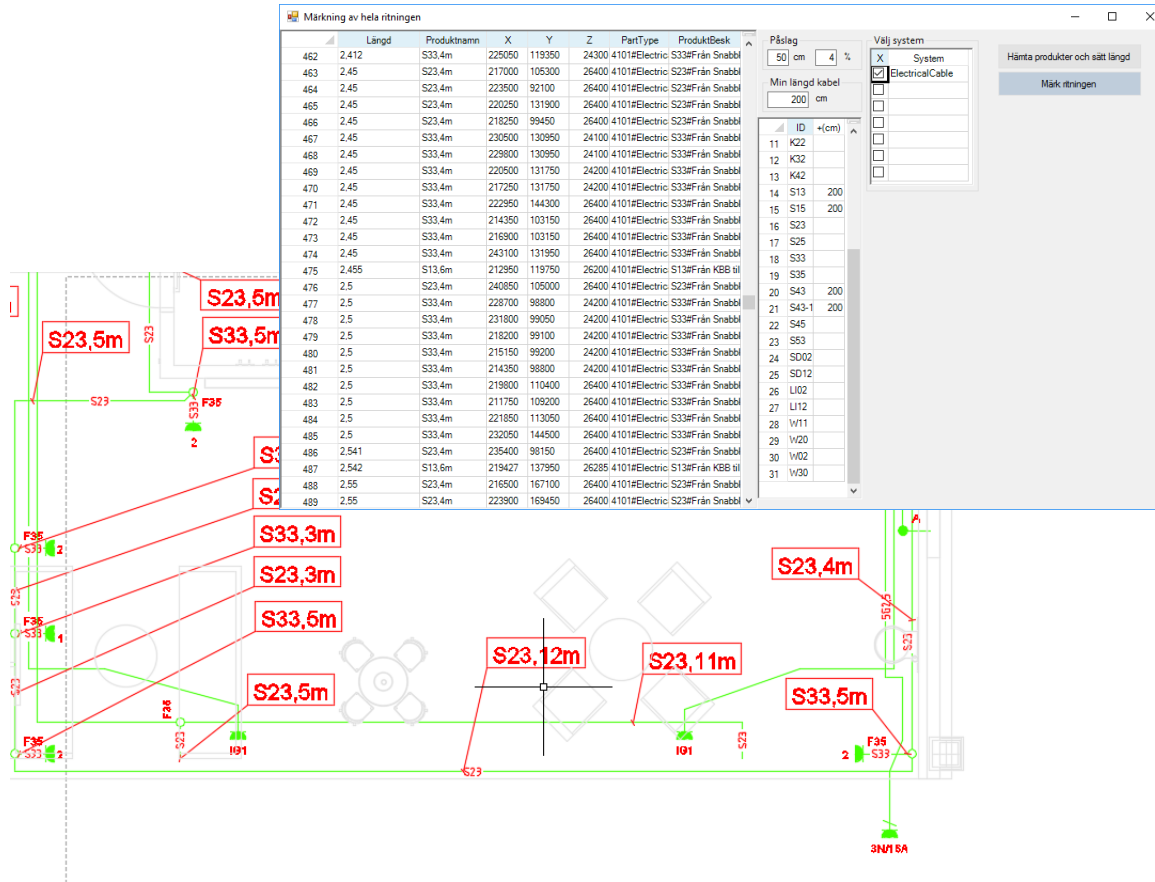 Märkning av hela ritningen
Längd Produktnamn X Y Z PartType ProduktBesk
462 2,412 S33,4m 225050 119350 24300 4101#Electric S33#Från Snabbl
463 2,45 S23,4m 217000 105300 26400 4101#Electric S23#Från Snabbl
464 2,45 S23,4m 223500 92100 26400 4101#Electric S23#Från Snabbl
465 2,45 S23,4m 220250 131900 26400 4101#Electric S23#Från Snabbl
466 2,45 S23,4m 218250 99450 26400 4101#Electric S23#Från Snabbl
467 2,45 S33,4m 230500 130950 24100 4101#Electric S33#Från Snabbl
468 2,45 S33,4m 229800 130950 24100 4101#Electric S33#Från Snabbl
469 2,45 S33,4m 220500 131750 24200 4101#Electric S33#Från Snabbl
470 2,45 S33,4m 217250 131750 24200 4101#Electric S33#Från Snabbl
471 2,45 S33,4m 222950 144300 26400 4101#Electric S33#Från Snabbl
472 2,45 S33,4m 214350 103150 26400 4101#Electric S33#Från Snabbl
473 2,45 S33,4m 216900 103150 26400 4101#Electric S33#Från Snabbl
474 2,45 S33,4m 243100 131950 26400 4101#Electric S33#Från Snabbl
475 2,455 S13,6m 212950 119750 26200 4101#Electric S13#Från KBB til
476 2,5 S23,4m 240850 105000 26400 4101#Electric S23#Från Snabbl
477 2,5 S33,4m 228700 98800 24200 4101#Electric S33#Från Snabbl
478 2,5 S33,4m 231800 99050 24200 4101#Electric S33#Från Snabbl
479 2,5 S33,4m 218200 99100 24200 4101#Electric S33#Från Snabbl
480 2,5 S33,4m 215150 99200 24200 4101#Electric S33#Från Snabbl
481 2,5 S33,4m 214350 98800 24200 4101#Electric S33#Från Snabbl
482 2,5 S33,4m 219800 110400 26400 4101#Electric S33#Från Snabbl
483 2,5 S33,4m 211750 109200 26400 4101#Electric S33#Från Snabbl
484 2,5 S33,4m 221850 113050 26400 4101#Electric S33#Från Snabbl
485 2,5 S33,4m 232050 144500 26400 4101#Electric S33#Från Snabbl
486 2,541 S23,4m 235400 98150 26400 4101#Electric S23#Från Snabbl
487 2,542 S13,6m 219427 137950 26285 4101#Electric S13#Från KBB til
488 2,55 S23,4m 216500 167100 26400 4101#Electric S23#Från Snabbl
489 2,55 S23,4m 223900 169450 26400 4101#Electric S23#Från Snabbl
Påslag
50 cm 4 %
Min längd kabel
200 cm
ID +(cm)
11 K22
12 K32
13 K42
14 S13 200
15 S15 200
16 S23
17 S25
18 S33
19 S35
20 S43 200
21 S43-1 200
22 S45
23 S53
24 SD02
25 SD12
26 LI02
27 LI12
28 W11
29 W20
30 W02
31 W30
Välj system
X System
ElectricalCable
Hämta produkter och sätt längd
Märk ritningen
S23,5m
S23,5m
S23
S33,5m
S23
S33
F35
2
F35
S33
2
S33,3m
S23
S23,3m
F35
S33
1
S33,5m
S23
S23,5m
F35
S23
F35
S33
2
IG1
S23,12m
S23,11m
S23
IG1
S23
S23,4m
S23
S33,5m
F35
2
S33
3N/16A